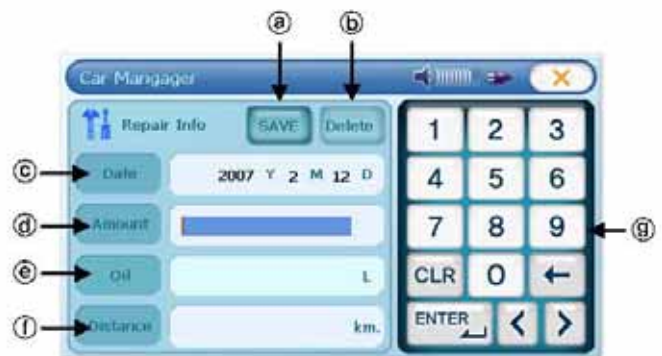 ⓐ ⓑ
Car Mangager
Repair Info SAVE Delete
ⓒ Date 2007 Y 2 M 12 D
ⓓ Amount
ⓔ Oil L
ⓕ Distance km.
1 2 3
4 5 6
7 8 9
CLR 0 ←
ENTER < >
ⓖ